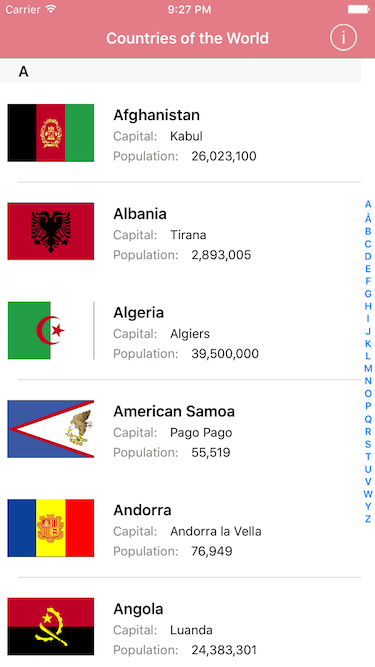 Carrier 9:27 PM
Countries of the World
i
A
Afghanistan
Capital: Kabul
Population: 26,023,100
Albania
Capital: Tirana
Population: 2,893,005
Algeria
Capital: Algiers
Population: 39,500,000
American Samoa
Capital: Pago Pago
Population: 55,519
Andorra
Capital: Andorra la Vella
Population: 76,949
Angola
Capital: Luanda
Population: 24,383,301
A
Å
B
C
D
E
F
G
H
I
J
K
L
M
N
O
P
Q
R
S
T
U
V
W
Y
Z